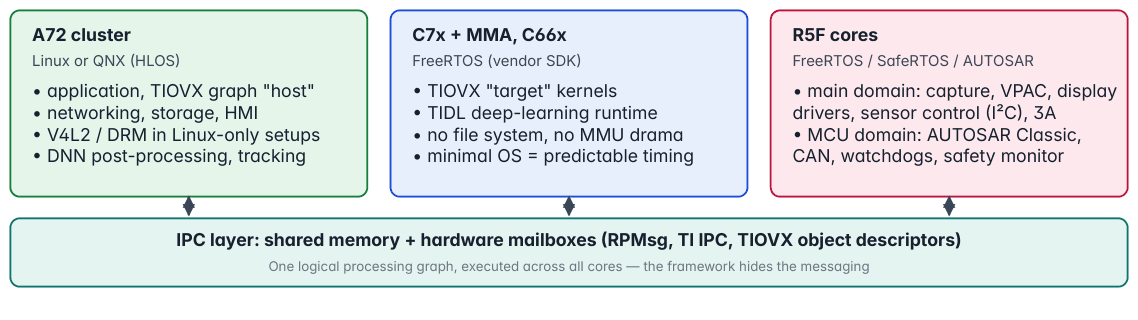 A72 cluster
Linux or QNX (HLOS)
• application, TIOVX graph "host"
• networking, storage, HMI
• V4L2 / DRM in Linux-only setups
• DNN post-processing, tracking
C7x + MMA, C66x
FreeRTOS (vendor SDK)
• TIOVX "target" kernels
• TIDL deep-learning runtime
• no file system, no MMU drama
• minimal OS = predictable timing
R5F cores
FreeRTOS / SafeRTOS / AUTOSAR
• main domain: capture, VPAC, display
drivers, sensor control (I²C), 3A
• MCU domain: AUTOSAR Classic,
CAN, watchdogs, safety monitor
IPC layer: shared memory + hardware mailboxes (RPMsg, TI IPC, TIOVX object descriptors)
One logical processing graph, executed across all cores — the framework hides the messaging